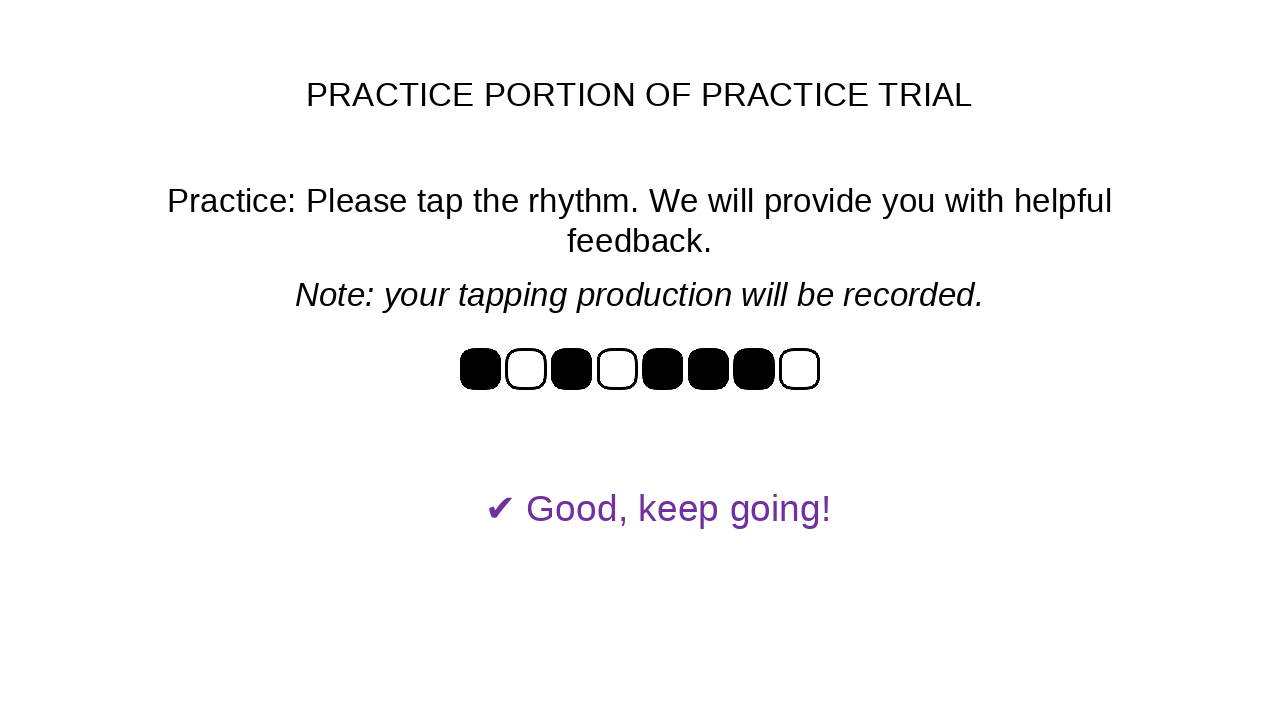 PRACTICE PORTION OF PRACTICE TRIAL
Practice: Please tap the rhythm. We will provide you with helpful
feedback.
Note: your tapping production will be recorded.
✔ Good, keep going!